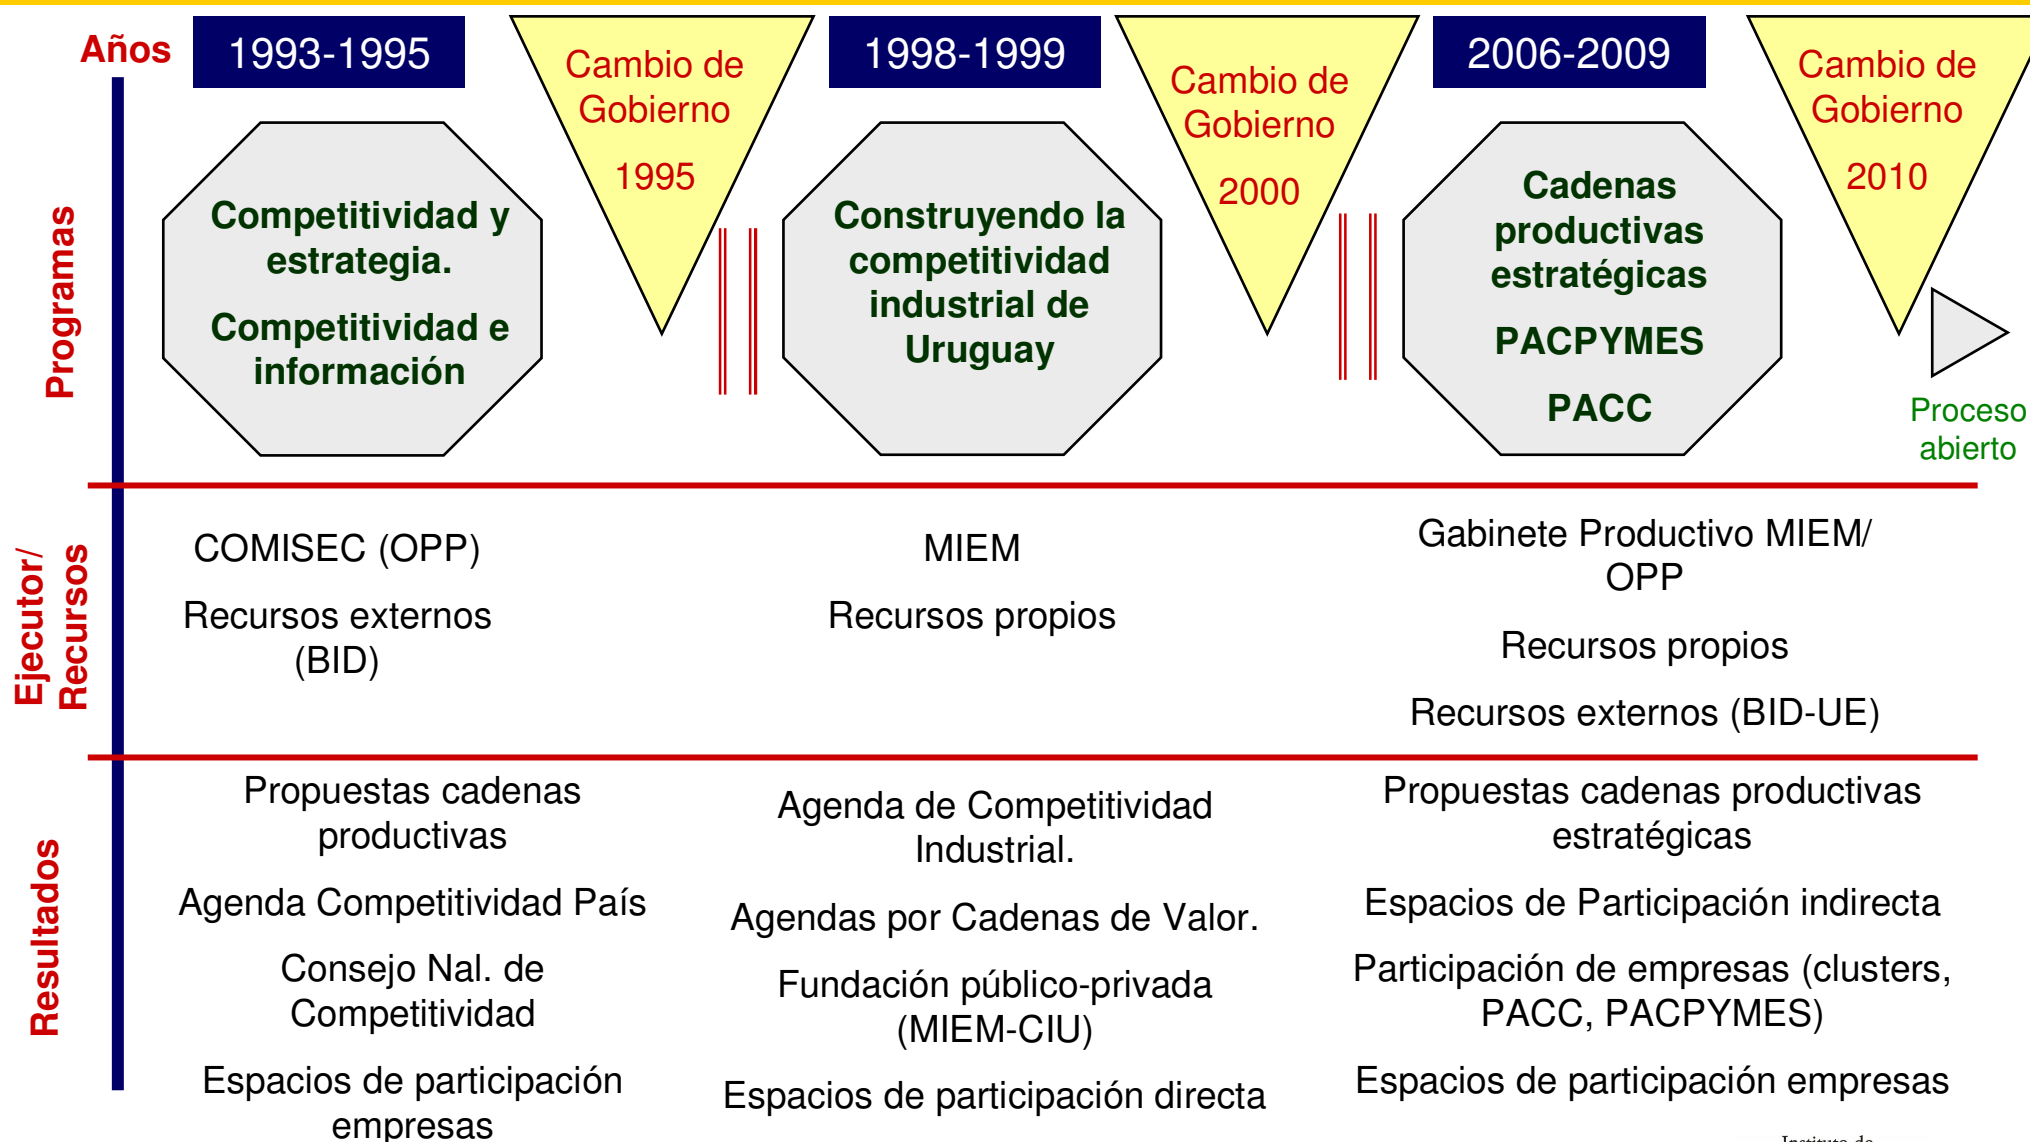 Años
1993-1995
Cambio de
Gobierno
1995
1998-1999
Cambio de
Gobierno
2000
2006-2009
Cambio de
Gobierno
2010
Programas
Competitividad y
estrategia.
Competitividad e
información
Construyendo la
competitividad
industrial de
Uruguay
Cadenas
productivas
estratégicas
PACPYMES
PACC
Proceso
abierto
Ejecutor/
Recursos
COMISEC (OPP)
Recursos externos
(BID)
MIEM
Recursos propios
Gabinete Productivo MIEM/
OPP
Recursos propios
Recursos externos (BID-UE)
Resultados
Propuestas cadenas
productivas
Agenda Competitividad País
Consejo Nal. de
Competitividad
Espacios de participación
empresas
Agenda de Competitividad
Industrial.
Agendas por Cadenas de Valor.
Fundación público-privada
(MIEM-CIU)
Espacios de participación directa
Propuestas cadenas productivas
estratégicas
Espacios de Participación indirecta
Participación de empresas (clusters,
PACC, PACPYMES)
Espacios de participación empresas
Instituto de